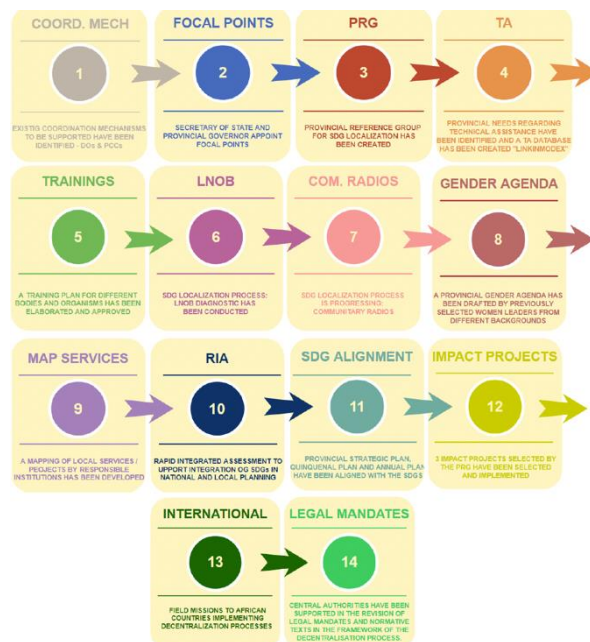 COORD. MECH
1
EXISTIG COORDINATION MECHANISMS
TO BE SUPPORTED HAVE BEEN
IDENTIFIED - DOs & PCCs
FOCAL POINTS
2
SECRETARY OF STATE AND
PROVINCIAL GOVERNOR APPOINT
FOCAL POINTS
PRG
3
PROVINCIAL REFERENCE GROUP
FOR SDG LOCALIZATION HAS
BEEN CREATED
TA
4
PROVINCIAL NEEDS REGARDING
TECHNICAL ASSISTANCE HAVE
BEEN IDENTIFIED AND A TA DATABASE
HAS BEEN CREATED "LINKINMODEX"
TRAININGS
5
A TRAINING PLAN FOR DIFFERENT
BODIES AND ORGANISMS HAS BEEN
ELABORATED AND APPROVED
LNOB
6
SDG LOCALIZATION PROCESS:
LNOB DIAGNOSTIC HAS
BEEN CONDUCTED
COM. RADIOS
7
SDG LOCALIZATION PROCESS
IS PROGRESSING:
COMMUNITARY RADIOS
GENDER AGENDA
8
A PROVINCIAL GENDER AGENDA HAS
BEEN DRAFTED BY PREVIOUSLY
SELECTED WOMEN LEADERS FROM
DIFFERENT BACKGROUNDS
MAP SERVICES
9
A MAPPING OF LOCAL SERVICES /
PEOJECTS BY RESPONSIBLE
INSTITUTIONS HAS BEEN DEVELOPED
RIA
10
RAPID INTEGRATED ASSESSMENT TO
UPPORT INTEGRATION OG SDGs IN
NATIONAL AND LOCAL PLANNING
SDG ALIGNMENT
11
PROVINCIAL STRATEGIC PLAN,
QUINQUENAL PLAN AND ANNUAL PLAN
HAVE BEEN ALIGNED WITH THE SDGS
IMPACT PROJECTS
12
3 IMPACT PROJECTS SELECTED BY
THE PRG HAVE BEEN SELECTED
AND IMPLEMENTED
INTERNATIONAL
13
FIELD MISSIONS TO AFRICAN
COUNTRIES IMPLEMENTING
DECENTRALIZATION PROCESSES
LEGAL MANDATES
14
CENTRAL AUTHORITIES HAVE BEEN
SUPPORTED IN THE REVISION OF
LEGAL MANDATES AND NORMATIVE
TEXTS IN THE FRAMEWORK OF THE
DECENTRALISATION PROCESS.